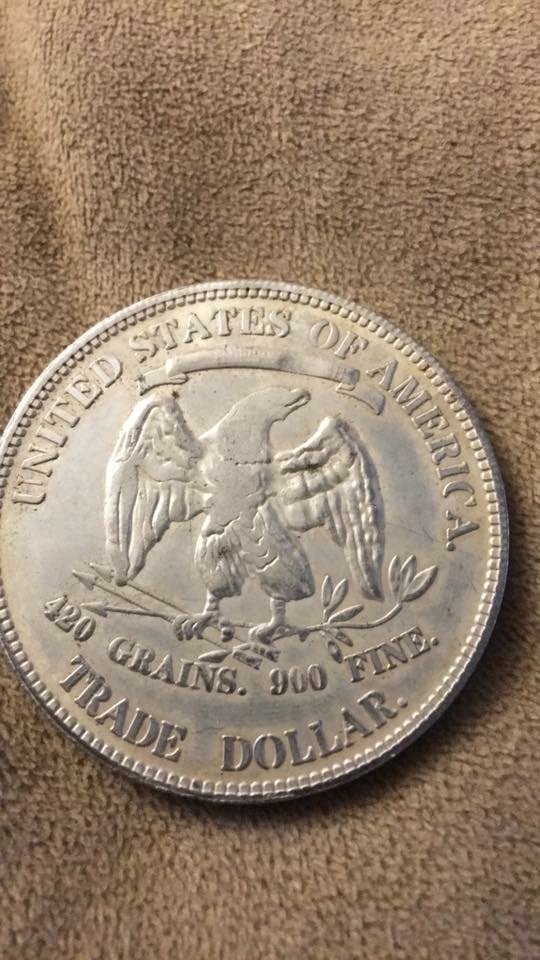 UNITED STATES OF AMERICA.
420 GRAINS. 900 FINE.
TRADE DOLLAR.